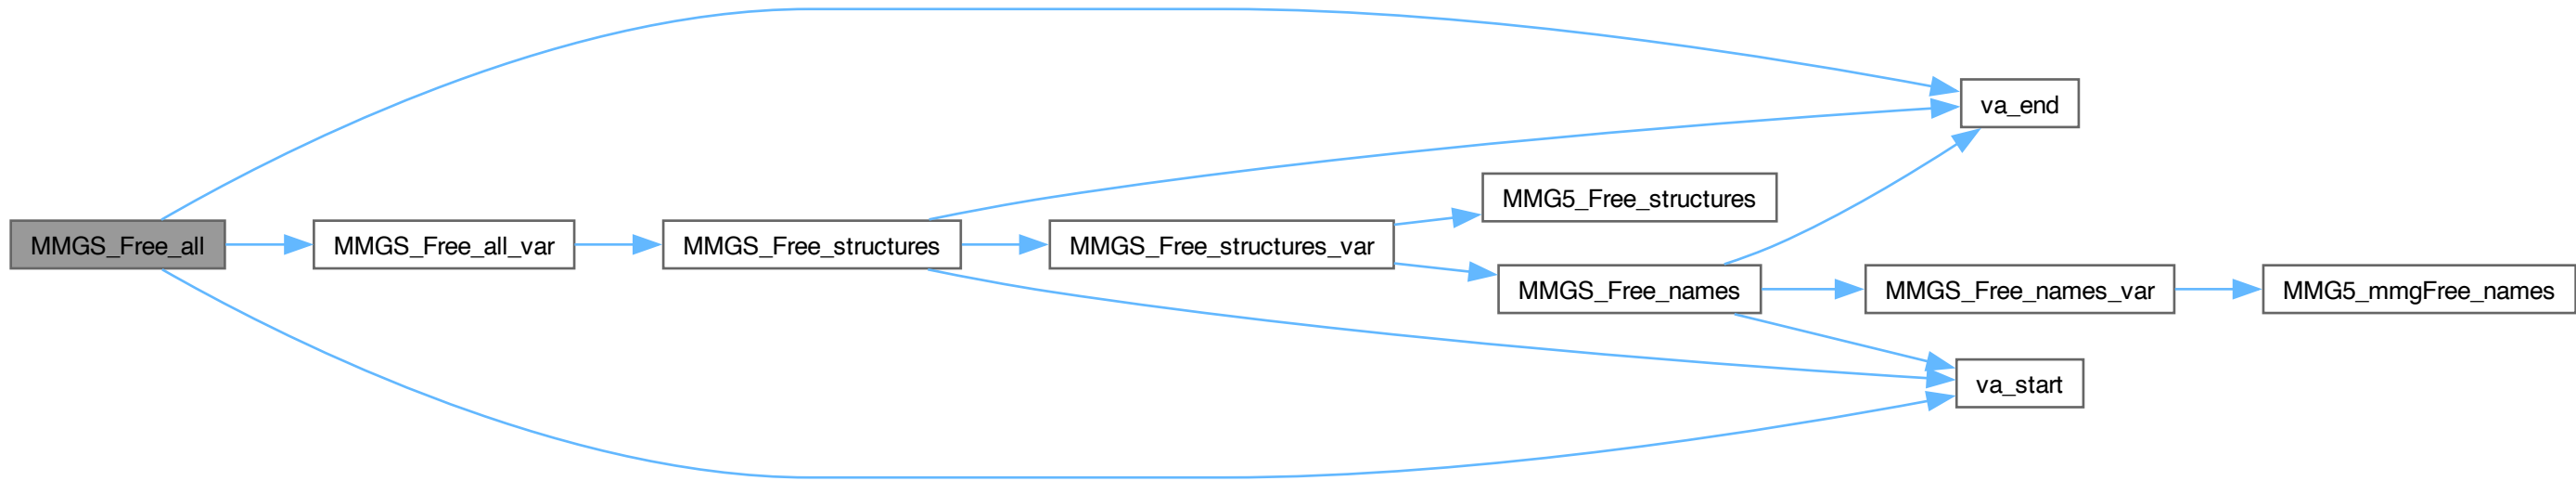 MMGS_Free_all
MMGS_Free_all_var
MMGS_Free_structures
MMGS_Free_structures_var
MMG5_Free_structures
MMGS_Free_names
va_end
MMGS_Free_names_var
va_start
MMG5_mmgFree_names